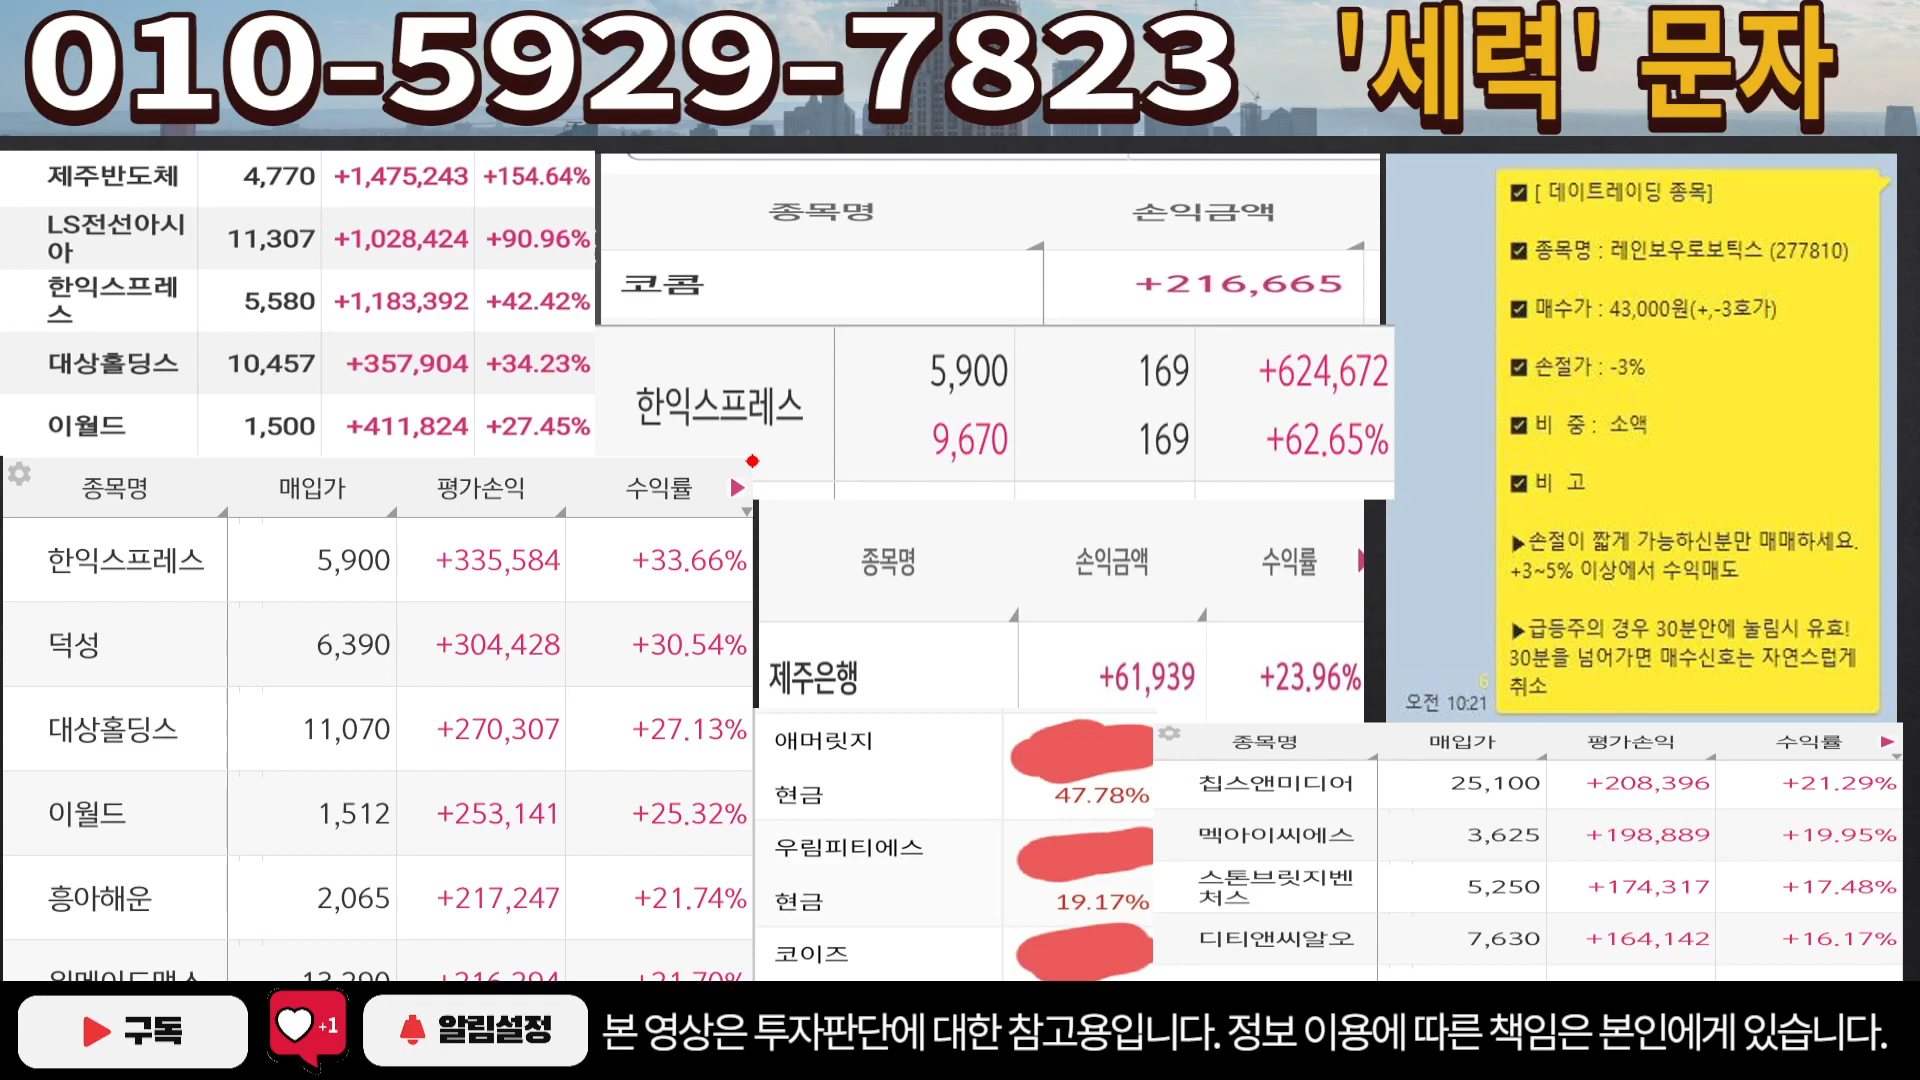 010-5929-7823 '세력' 문자
제주반도체 4,770 +1,475,243 +154.64%
LS전선아시아 11,307 +1,028,424 +90.96%
한익스프레스 5,580 +1,183,392 +42.42%
대상홀딩스 10,457 +357,904 +34.23%
이월드 1,500 +411,824 +27.45%
종목명 손익금액
코콤 +216,665
한익스프레스 5,900 169 +624,672
9,670 169 +62.65%
[ 데이트레이딩 종목]
종목명 : 레인보우로보틱스 (277810)
매수가 : 43,000원(+,-3호가)
손절가 : -3%
비 중 : 소액
비 고
▶손절이 짧게 가능하신분만 매매하세요.
+3~5% 이상에서 수익매도
▶급등주의 경우 30분안에 눌림시 유효!
30분을 넘어가면 매수신호는 자연스럽게
취소
6
오전 10:21
종목명 매입가 평가손익 수익률
한익스프레스 5,900 +335,584 +33.66%
덕성 6,390 +304,428 +30.54%
대상홀딩스 11,070 +270,307 +27.13%
이월드 1,512 +253,141 +25.32%
흥아해운 2,065 +217,247 +21.74%
종목명 손익금액 수익률
제주은행 +61,939 +23.96%
애머릿지
현금 47.78%
우림피티에스
현금 19.17%
코이즈
종목명 매입가 평가손익 수익률
칩스앤미디어 25,100 +208,396 +21.29%
멕아이씨에스 3,625 +198,889 +19.95%
스톤브릿지벤처스 5,250 +174,317 +17.48%
디티앤씨알오 7,630 +164,142 +16.17%
구독 +1 알림설정 본 영상은 투자판단에 대한 참고용입니다. 정보 이용에 따른 책임은 본인에게 있습니다.